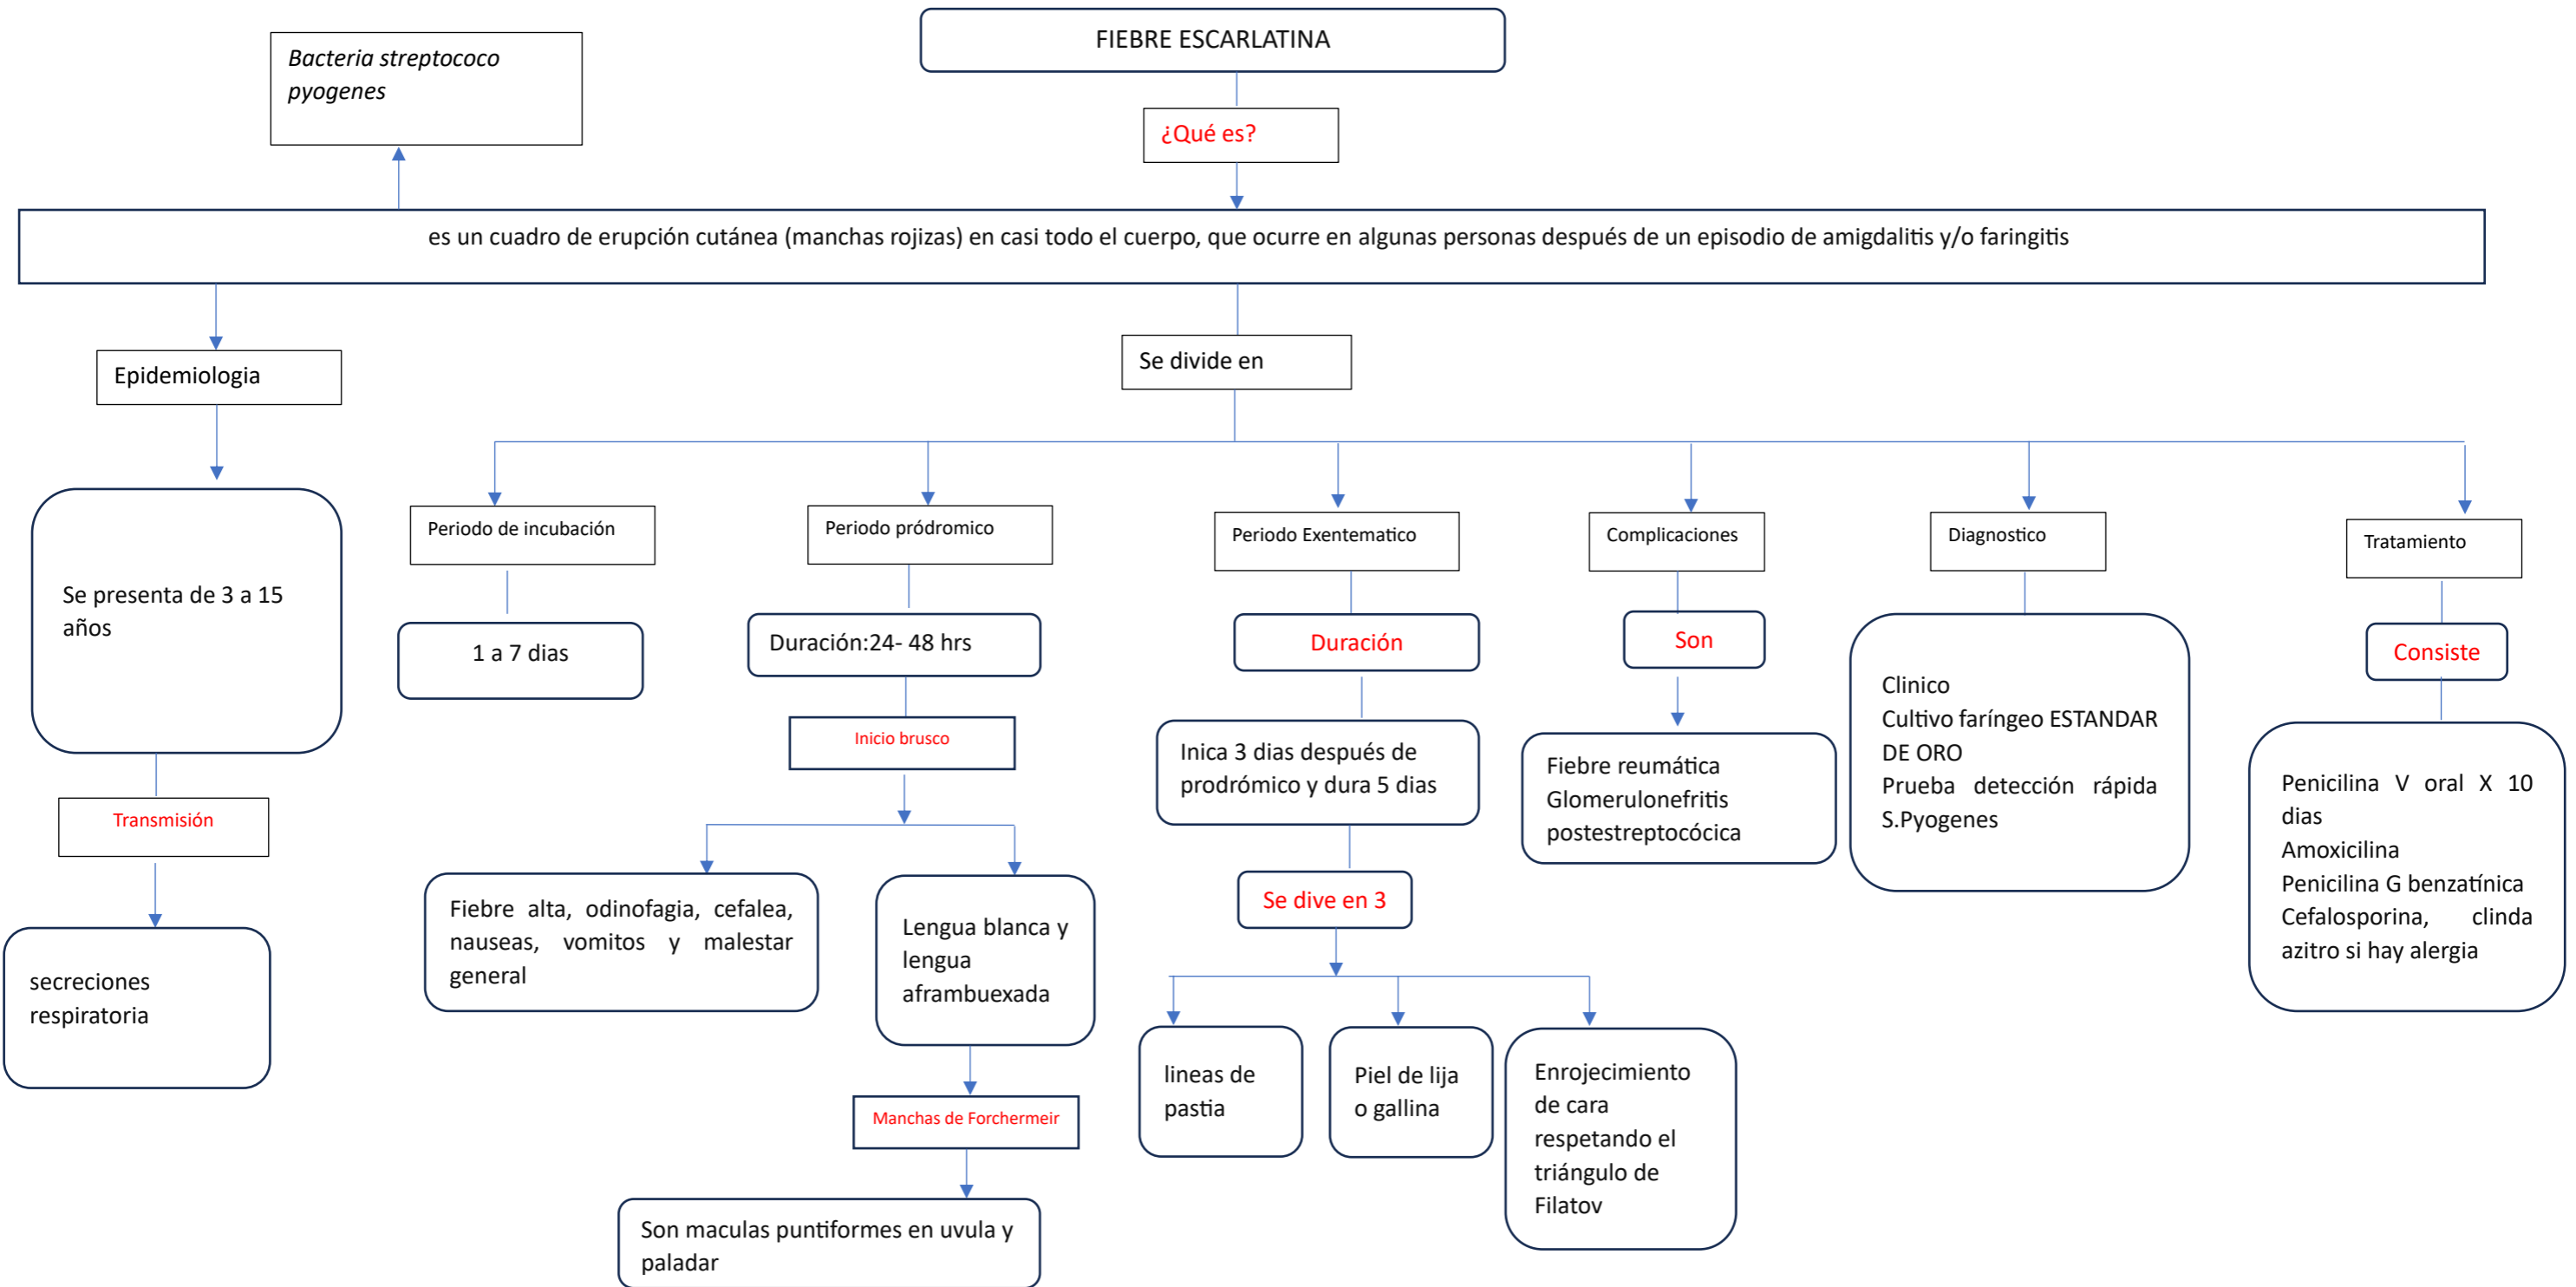 FIEBRE ESCARLATINA
Bacteria streptococo
pyogenes
¿Qué es?
es un cuadro de erupción cutánea (manchas rojizas) en casi todo el cuerpo, que ocurre en algunas personas después de un episodio de amigdalitis y/o faringitis
Epidemiologia
Se presenta de 3 a 15
años
Transmisión
secreciones
respiratoria
Se divide en
Periodo de incubación
1 a 7 dias
Periodo pródromico
Duración:24- 48 hrs
Inicio brusco
Fiebre alta, odinofagia, cefalea,
nauseas, vomitos y malestar
general
Lengua blanca y
lengua
aframbuexada
Manchas de Forchermeir
Son maculas puntiformes en uvula y
paladar
Periodo Exentematico
Duración
Inica 3 dias después de
prodrómico y dura 5 dias
Se dive en 3
lineas de
pastia
Piel de lija
o gallina
Enrojecimiento
de cara
respetando el
triángulo de
Filatov
Complicaciones
Son
Fiebre reumática
Glomerulonefritis
postestreptocócica
Diagnostico
Clinico
Cultivo faríngeo ESTANDAR
DE ORO
Prueba detección rápida
S.Pyogenes
Tratamiento
Consiste
Penicilina V oral X 10
dias
Amoxicilina
Penicilina G benzatínica
Cefalosporina, clinda
azitro si hay alergia